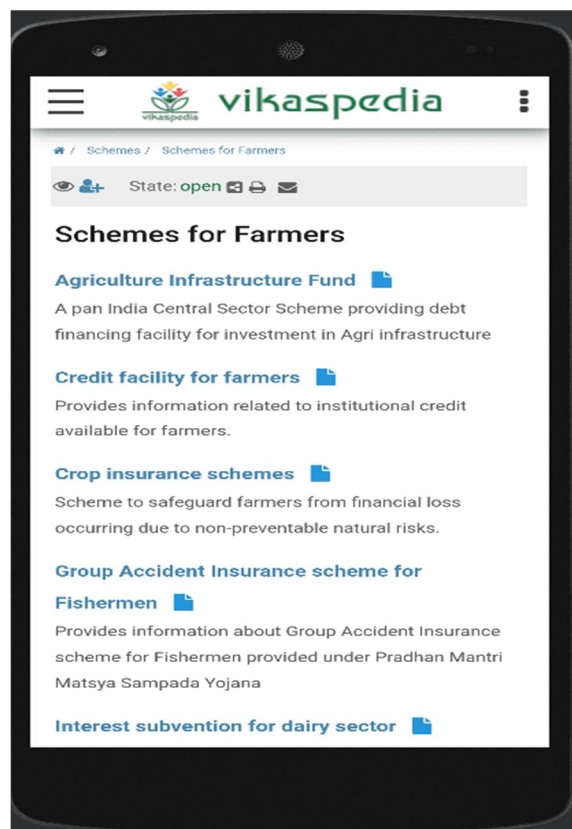 vikaspedia
vikaspedia
/ Schemes / Schemes for Farmers
State: open
Schemes for Farmers
Agriculture Infrastructure Fund
A pan India Central Sector Scheme providing debt
financing facility for investment in Agri infrastructure
Credit facility for farmers
Provides information related to institutional credit
available for farmers.
Crop insurance schemes
Scheme to safeguard farmers from financial loss
occurring due to non-preventable natural risks.
Group Accident Insurance scheme for
Fishermen
Provides information about Group Accident Insurance
scheme for Fishermen provided under Pradhan Mantri
Matsya Sampada Yojana
Interest subvention for dairy sector